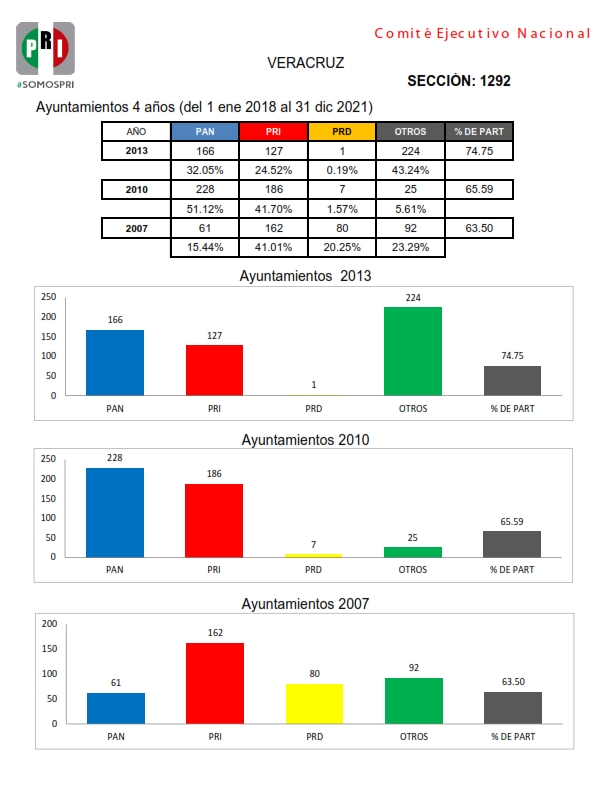 Comité Ejecutivo Nacional
PRI
#SOMOSPRI
VERACRUZ
SECCIÓN: 1292
Ayuntamientos 4 años (del 1 ene 2018 al 31 dic 2021)
AÑO PAN PRI PRD OTROS % DE PART
2013 166 127 1 224 74.75
32.05% 24.52% 0.19% 43.24%
2010 228 186 7 25 65.59
51.12% 41.70% 1.57% 5.61%
2007 61 162 80 92 63.50
15.44% 41.01% 20.25% 23.29%
Ayuntamientos 2013
250
200
150
100
50
0
166
127
1
224
74.75
PAN PRI PRD OTROS % DE PART
Ayuntamientos 2010
250
200
150
100
50
0
228
186
7
25
65.59
PAN PRI PRD OTROS % DE PART
Ayuntamientos 2007
200
150
100
50
0
61
162
80
92
63.50
PAN PRI PRD OTROS % DE PART